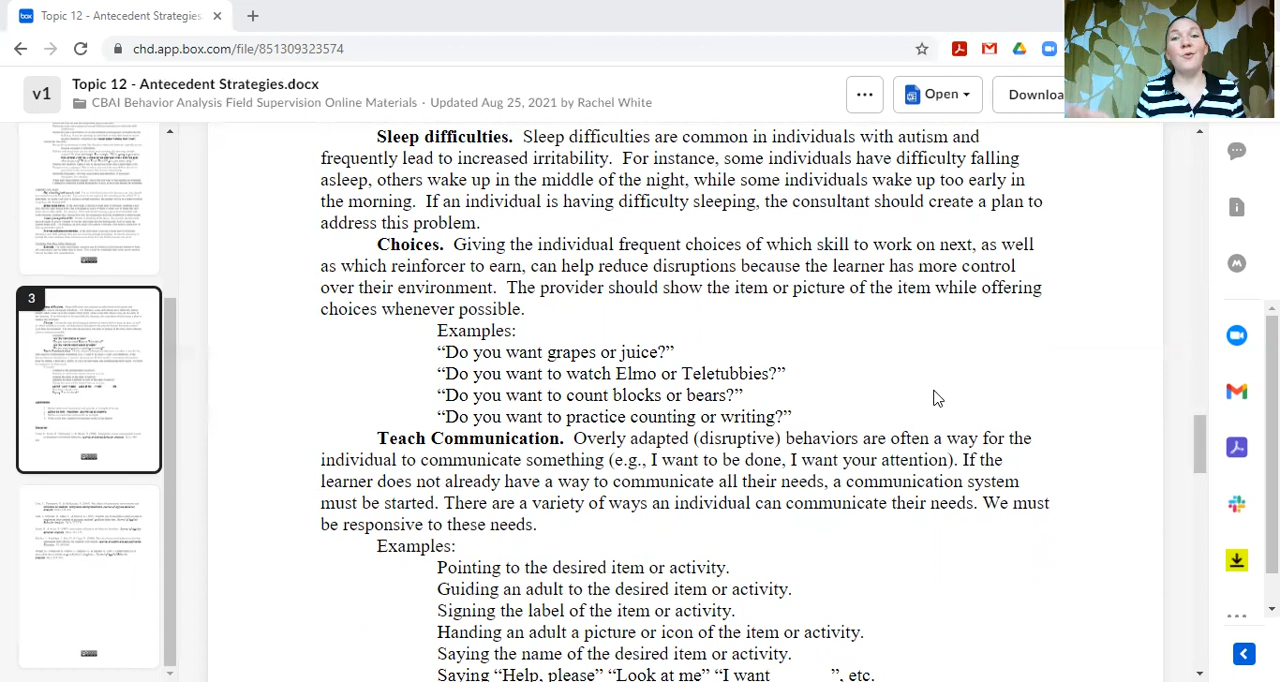 box Topic 12 - Antecedent Strategies.
chd.app.box.com/file/851309323574
v1
Topic 12 - Antecedent Strategies.docx
CBAI Behavior Analysis Field Supervision Online Materials · Updated Aug 25, 2021 by Rachel White
Open
Downloa
3
Sleep difficulties. Sleep difficulties are common in individuals with autism and
frequently lead to increased irritability. For instance, some individuals have difficulty falling
asleep, others wake up in the middle of the night, while some individuals wake up too early in
the morning. If an individual is having difficulty sleeping, the consultant should create a plan to
address this problem.
Choices. Giving the individual frequent choices of which skill to work on next, as well
as which reinforcer to earn, can help reduce disruptions because the learner has more control
over their environment. The provider should show the item or picture of the item while offering
choices whenever possible.
Examples:
“Do you want grapes or juice?”
“Do you want to watch Elmo or Teletubbies?”
“Do you want to count blocks or bears?”
“Do you want to practice counting or writing?”
Teach Communication. Overly adapted (disruptive) behaviors are often a way for the
individual to communicate something (e.g., I want to be done, I want your attention). If the
learner does not already have a way to communicate all their needs, a communication system
must be started. There are a variety of ways an individual can communicate their needs. We must
be responsive to these needs.
Examples:
Pointing to the desired item or activity.
Guiding an adult to the desired item or activity.
Signing the label of the item or activity.
Handing an adult a picture or icon of the item or activity.
Saying the name of the desired item or activity.
Saying “Help, please” “Look at me” “I want ______”, etc.